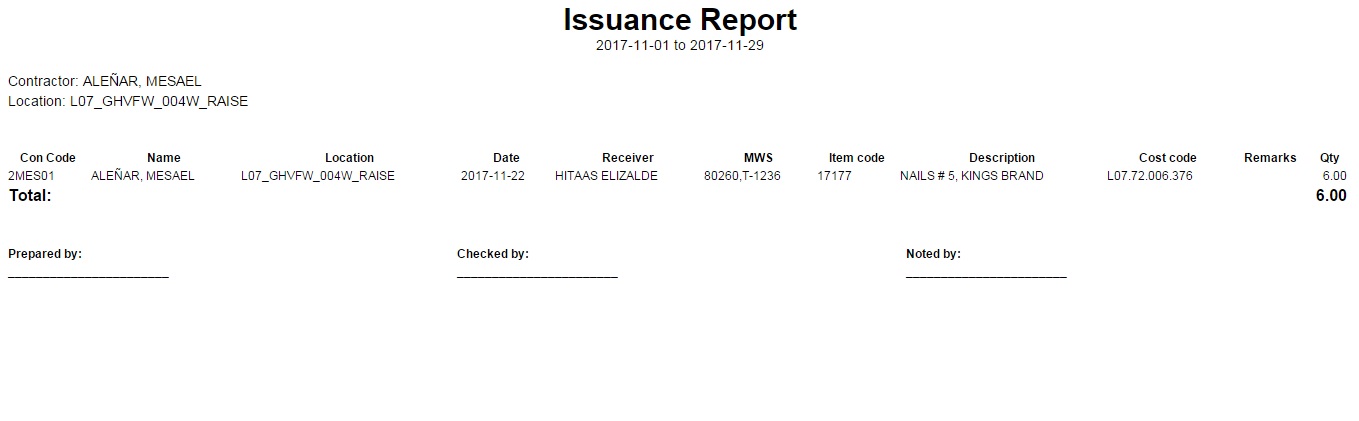 Issuance Report
2017-11-01 to 2017-11-29
Contractor: ALEÑAR, MESAEL
Location: L07_GHVFW_004W_RAISE
Con Code Name Location Date Receiver MWS Item code Description Cost code Remarks Qty
2MES01 ALEÑAR, MESAEL L07_GHVFW_004W_RAISE 2017-11-22 HITAAS ELIZALDE 80260,T-1236 17177 NAILS # 5, KINGS BRAND L07.72.006.376 6.00
Total: 6.00
Prepared by: Checked by: Noted by:
_______________________ _______________________ _______________________